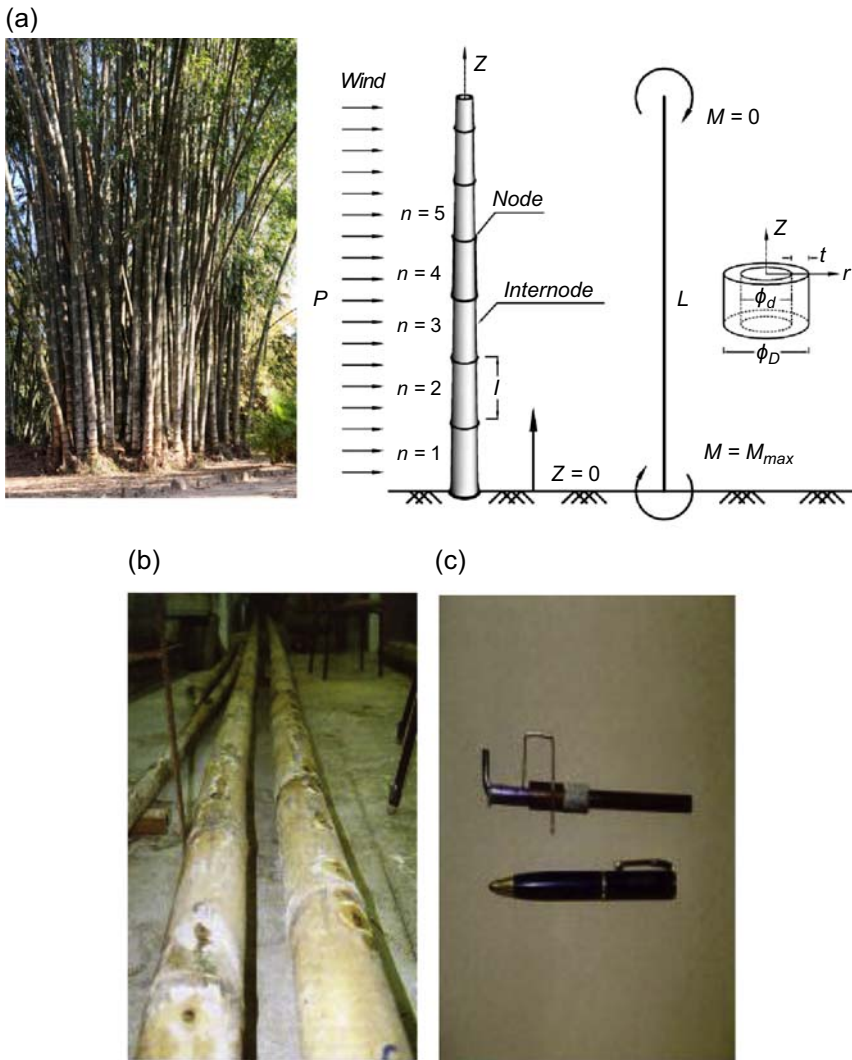 (a)
Wind
Z
M = 0
n = 5
Node
Z
t
n = 4
r
P
Internode
L
ϕd
n = 3
ϕD
n = 2
l
n = 1
Z = 0
M = Mmax
(b)
(c)